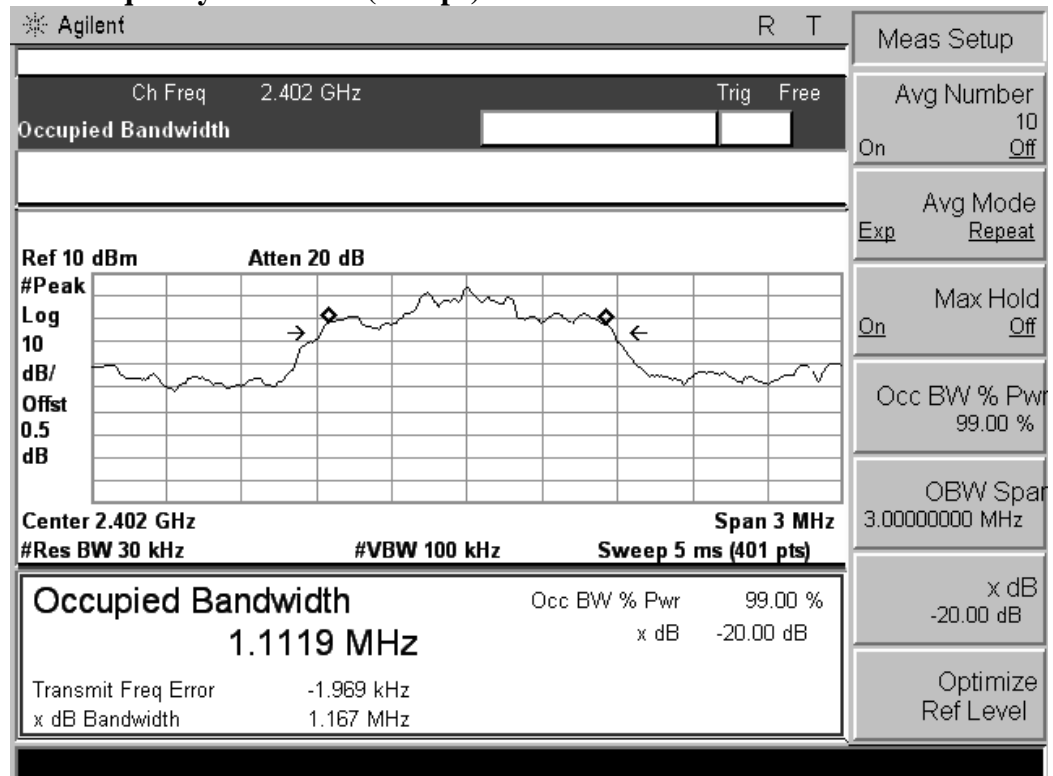 Agilent R T
Ch Freq 2.402 GHz Trig Free
Occupied Bandwidth
Ref 10 dBm Atten 20 dB
#Peak
Log
10
dB/
Offst
0.5
dB
Center 2.402 GHz Span 3 MHz
#Res BW 30 kHz #VBW 100 kHz Sweep 5 ms (401 pts)
Occupied Bandwidth
1.1119 MHz
Occ BW % Pwr 99.00 %
x dB -20.00 dB
Transmit Freq Error -1.969 kHz
x dB Bandwidth 1.167 MHz
Meas Setup
Avg Number
10
On Off
Avg Mode
Exp Repeat
Max Hold
On Off
Occ BW % Pwr
99.00 %
OBW Span
3.00000000 MHz
x dB
-20.00 dB
Optimize
Ref Level